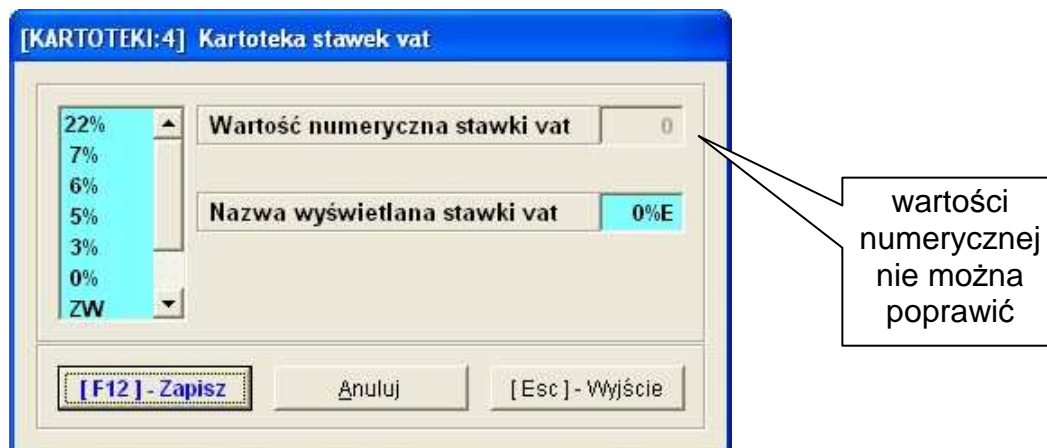 [KARTOTEKI:4] Kartoteka stawek vat
22%
7%
6%
5%
3%
0%
ZW
Wartość numeryczna stawki vat 0
Nazwa wyświetlana stawki vat 0%E
[ F12 ] - Zapisz Anuluj [ Esc ] - Wyjście
wartości
numerycznej
nie można
poprawić